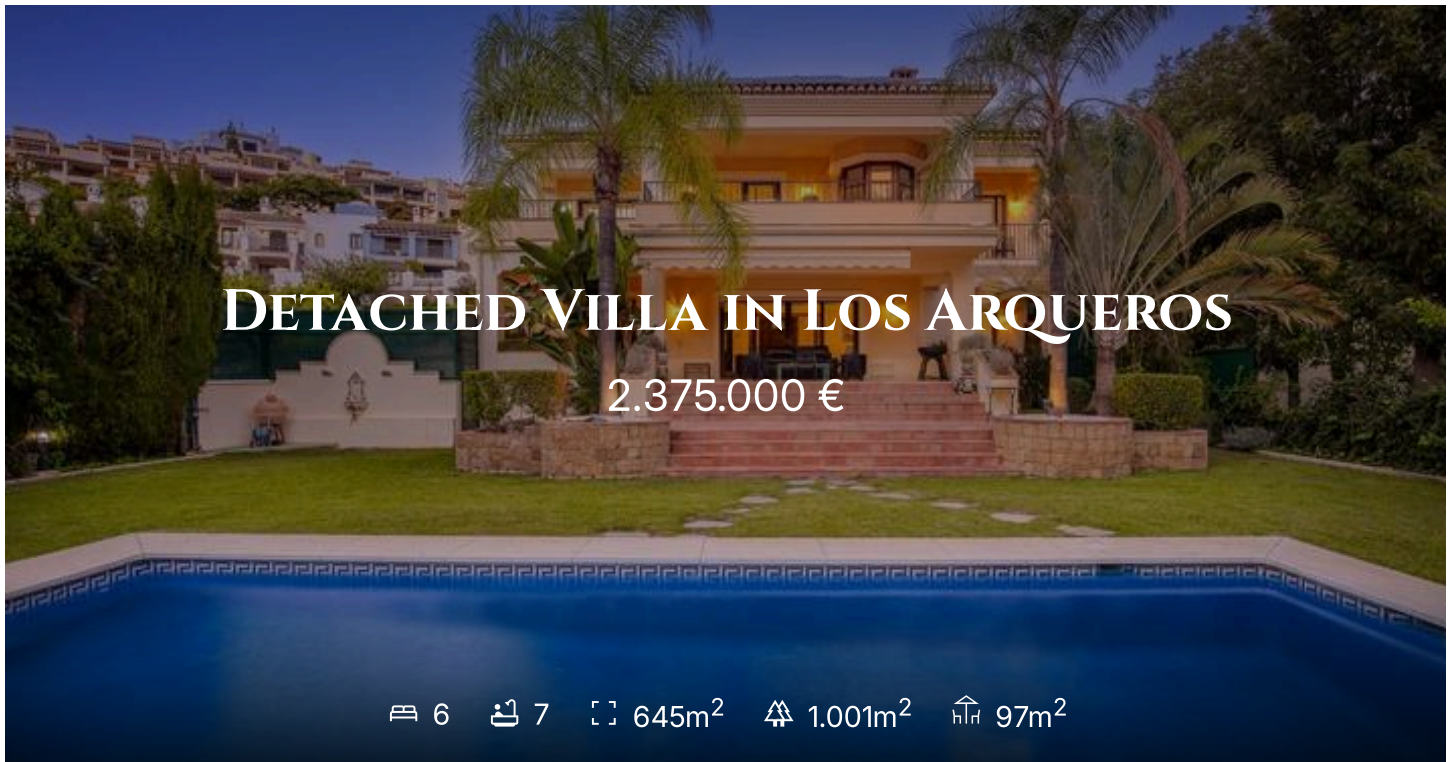 Detached Villa in Los Arqueros
2.375.000 €
6 7 645m² 1.001m² 97m²